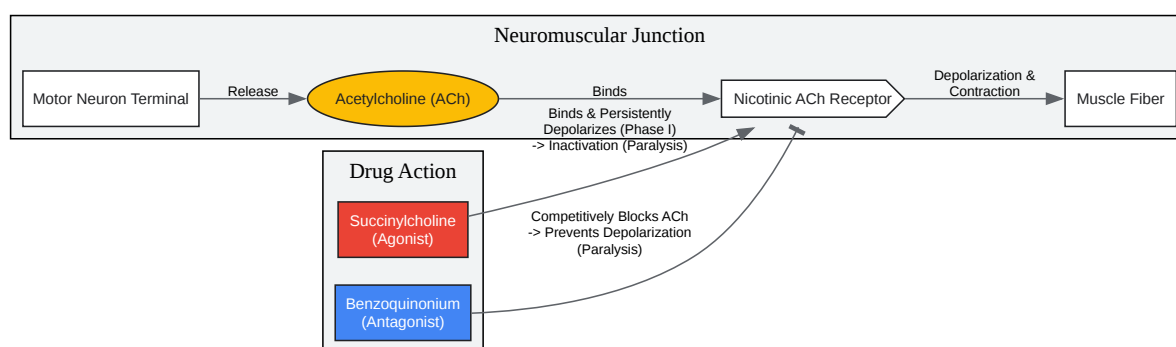 Neuromuscular Junction
Motor Neuron Terminal
Release
Acetylcholine (ACh)
Binds
Nicotinic ACh Receptor
Depolarization &
Contraction
Muscle Fiber
Binds & Persistently
Depolarizes (Phase I)
-> Inactivation (Paralysis)
Drug Action
Succinylcholine
(Agonist)
Competitively Blocks ACh
-> Prevents Depolarization
(Paralysis)
Benzoquinonium
(Antagonist)